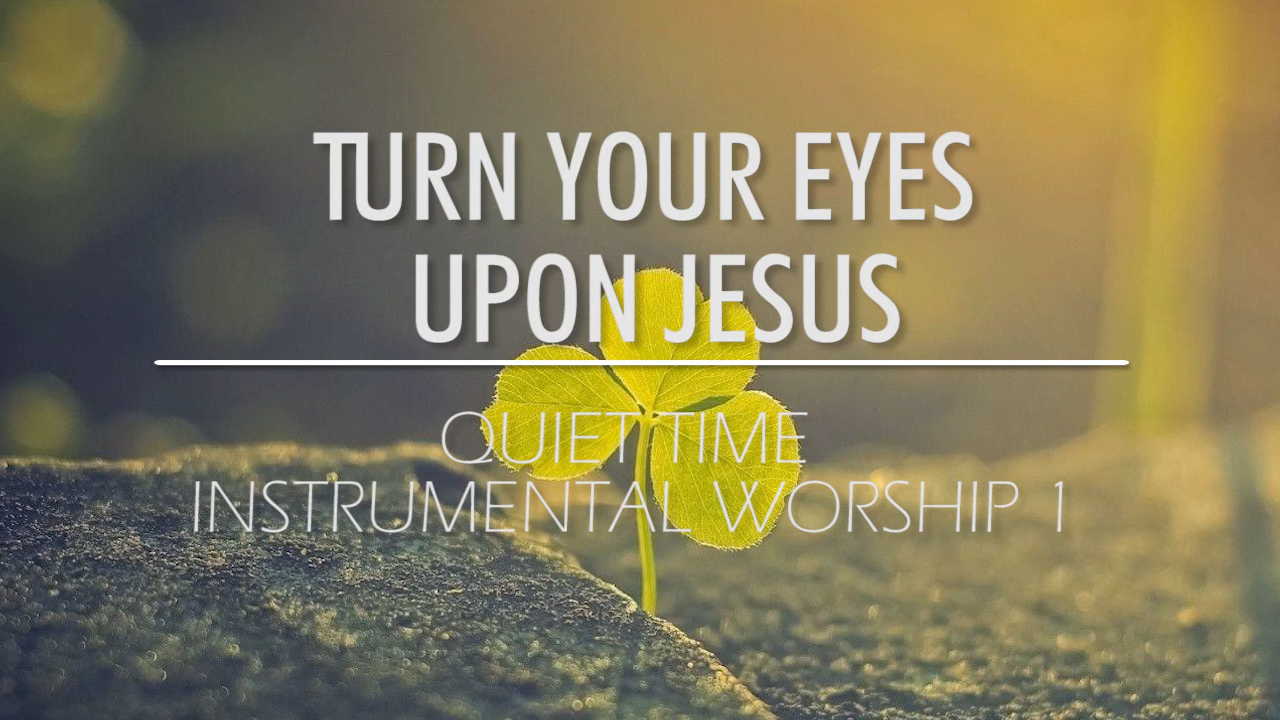 TURN YOUR EYES
UPON JESUS
QUIET TIME
INSTRUMENTAL WORSHIP 1